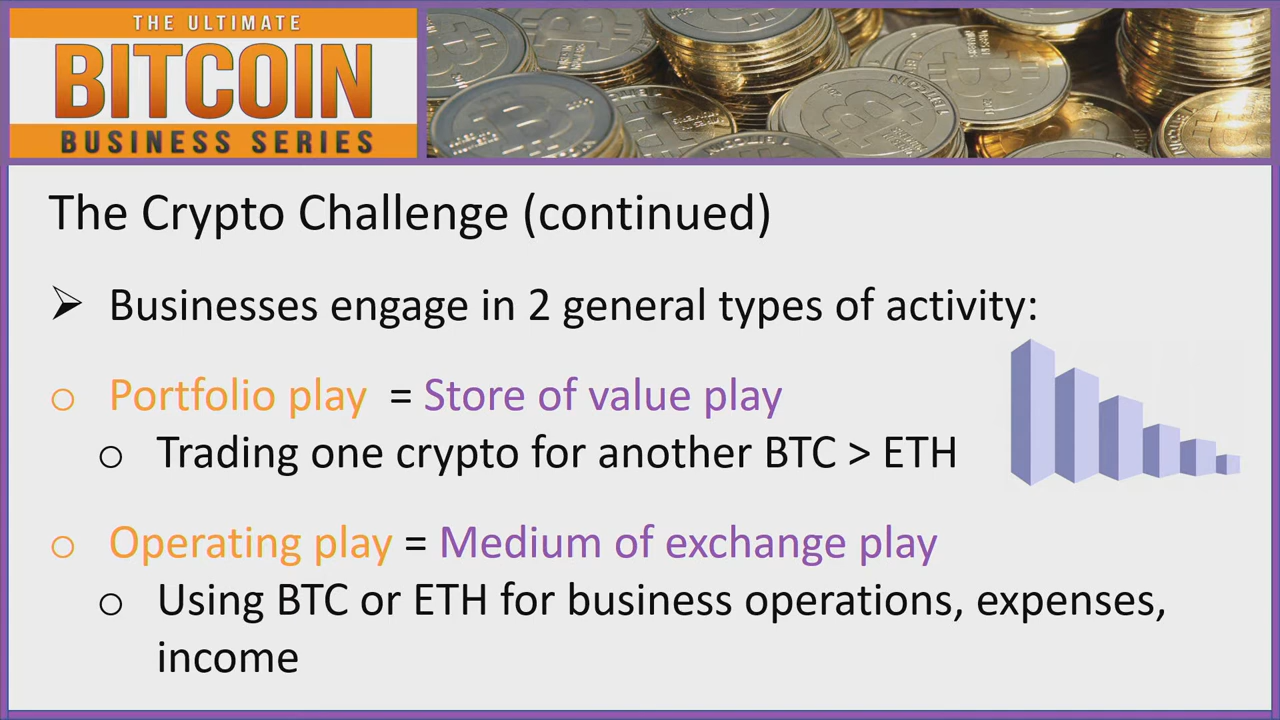 THE ULTIMATE
BITCOIN
BUSINESS SERIES
The Crypto Challenge (continued)
➢ Businesses engage in 2 general types of activity:
o Portfolio play = Store of value play
o Trading one crypto for another BTC > ETH
o Operating play = Medium of exchange play
o Using BTC or ETH for business operations, expenses,
income